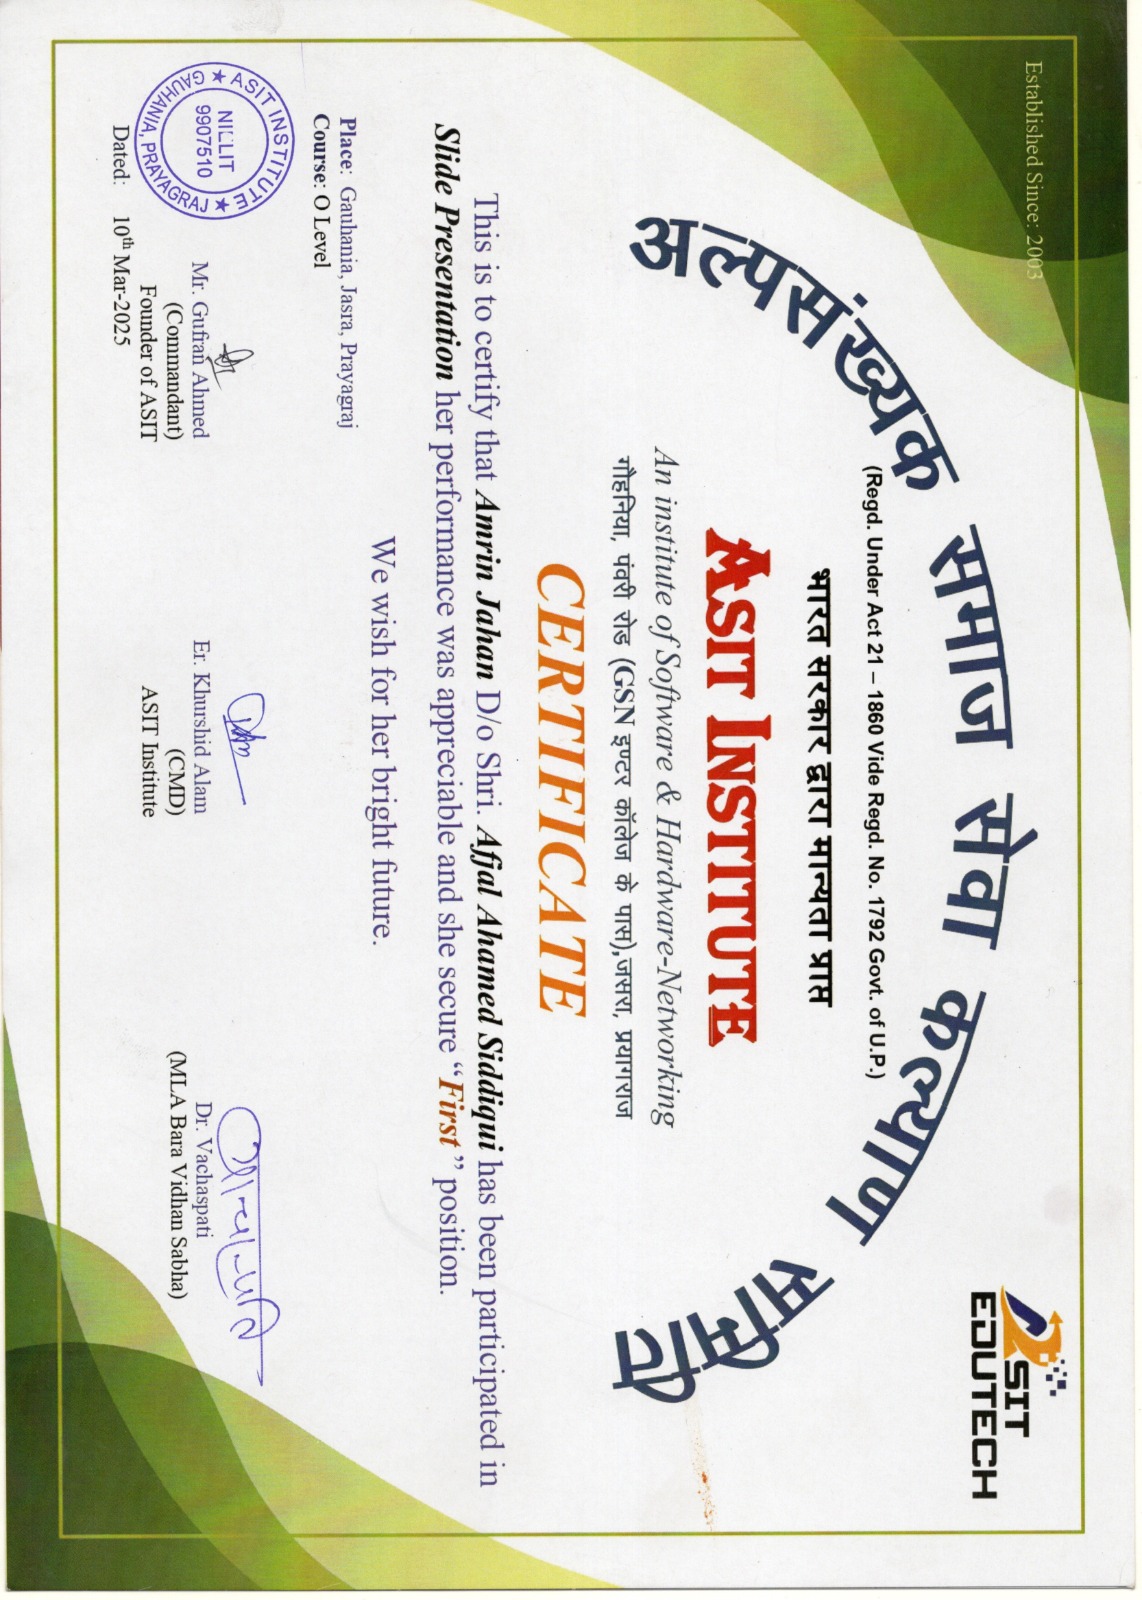 Established Since: 2003
ASIT
EDUTECH
अल्पसंख्यक समाज सेवा कल्याण समिति
(Regd. Under Act 21 – 1860 Vide Regd. No. 1792 Govt. of U.P.)
भारत सरकार द्वारा मान्यता प्राप्त
ASIT INSTITUTE
An institute of Software & Hardware-Networking
गौहनिया, पंवरी रोड (GSN इण्टर कॉलेज के पास),जसरा, प्रयागराज
CERTIFICATE
This is to certify that Amrin Jahan D/o Shri. Afjal Ahamed Siddiqui has been participated in
Slide Presentation her performance was appreciable and she secure “First ” position.
We wish for her bright future.
Place: Gauhania, Jasra, Prayagraj
Course: O Level
ASIT INSTITUTE
NILLIT
9907510
GAUHANIA, PRAYAGRAJ
Mr. Gufran Ahmed
(Commandant)
Founder of ASIT
Er. Khurshid Alam
(CMD)
ASIT Institute
वाचस्पति
Dr. Vachaspati
(MLA Bara Vidhan Sabha)
Dated: 10th Mar-2025